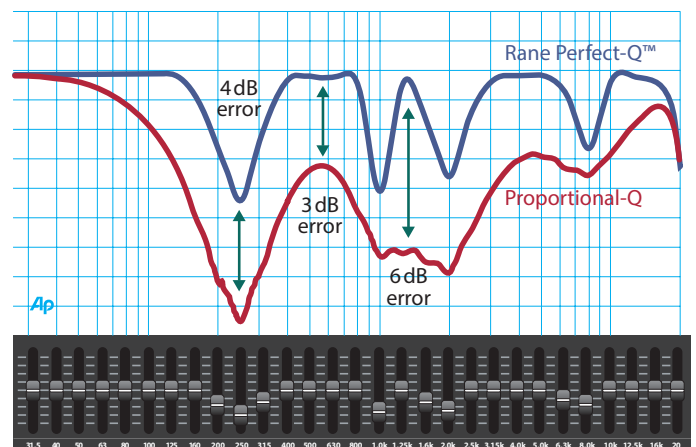 Rane Perfect-Q™
4 dB
error
3 dB
error
6 dB
error
Proportional-Q
Ap
31.5 40 50 63 80 100 125 160 200 250 315 400 500 630 800 1.0k 1.25k 1.6k 2.0k 2.5k 3.15k 4.0k 5.0k 6.3k 8.0k 10k 12.5k 16k 20